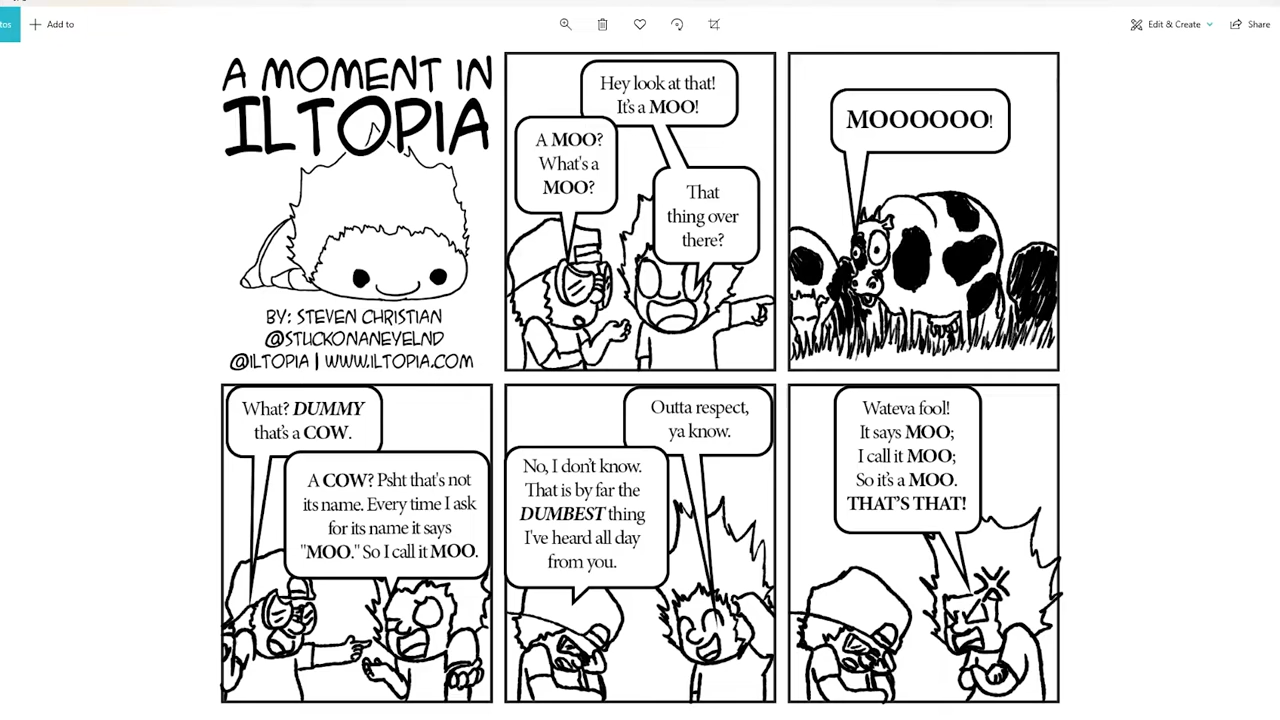 tos
Add to
Edit & Create
Share
A MOMENT IN
ILTOPIA
BY: STEVEN CHRISTIAN
@STUCKONANEYELND
@ILTOPIA | WWW.ILTOPIA.COM
Hey look at that!
It's a MOO!
A MOO?
What's a
MOO?
That
thing over
there?
MOOOOOO!
What? DUMMY
that's a COW.
A COW? Psht that's not
its name. Every time I ask
for its name it says
"MOO." So I call it MOO.
Outta respect,
ya know.
No, I don't know.
That is by far the
DUMBEST thing
I've heard all day
from you.
Wateva fool!
It says MOO;
I call it MOO;
So it's a MOO.
THAT'S THAT!